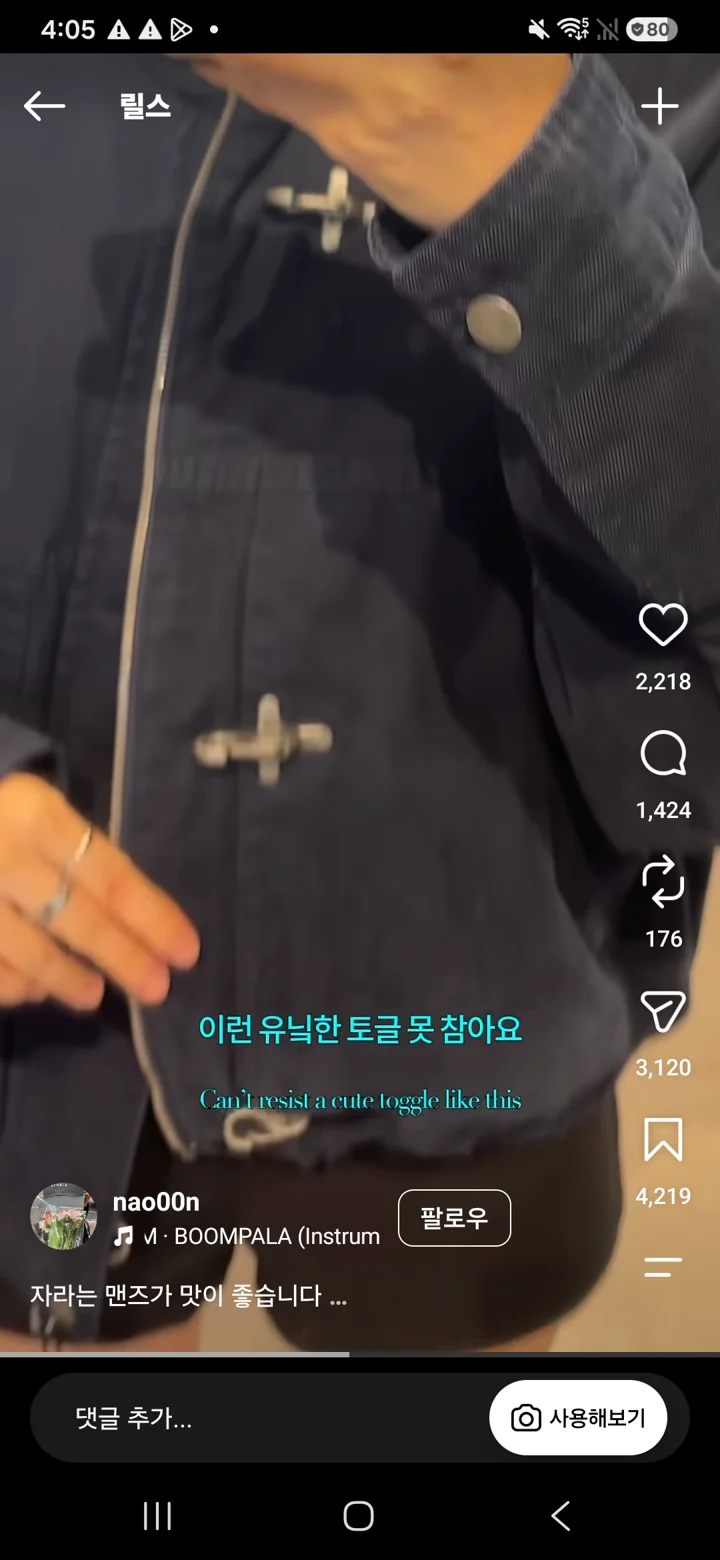 4:05
5
80
릴스
2,218
1,424
176
3,120
이런 유닠한 토글 못 참아요
Can't resist a cute toggle like this
4,219
nao00n
팔로우
M · BOOMPALA (Instrum
자라는 맨즈가 맛이 좋습니다 ...
댓글 추가...
사용해보기